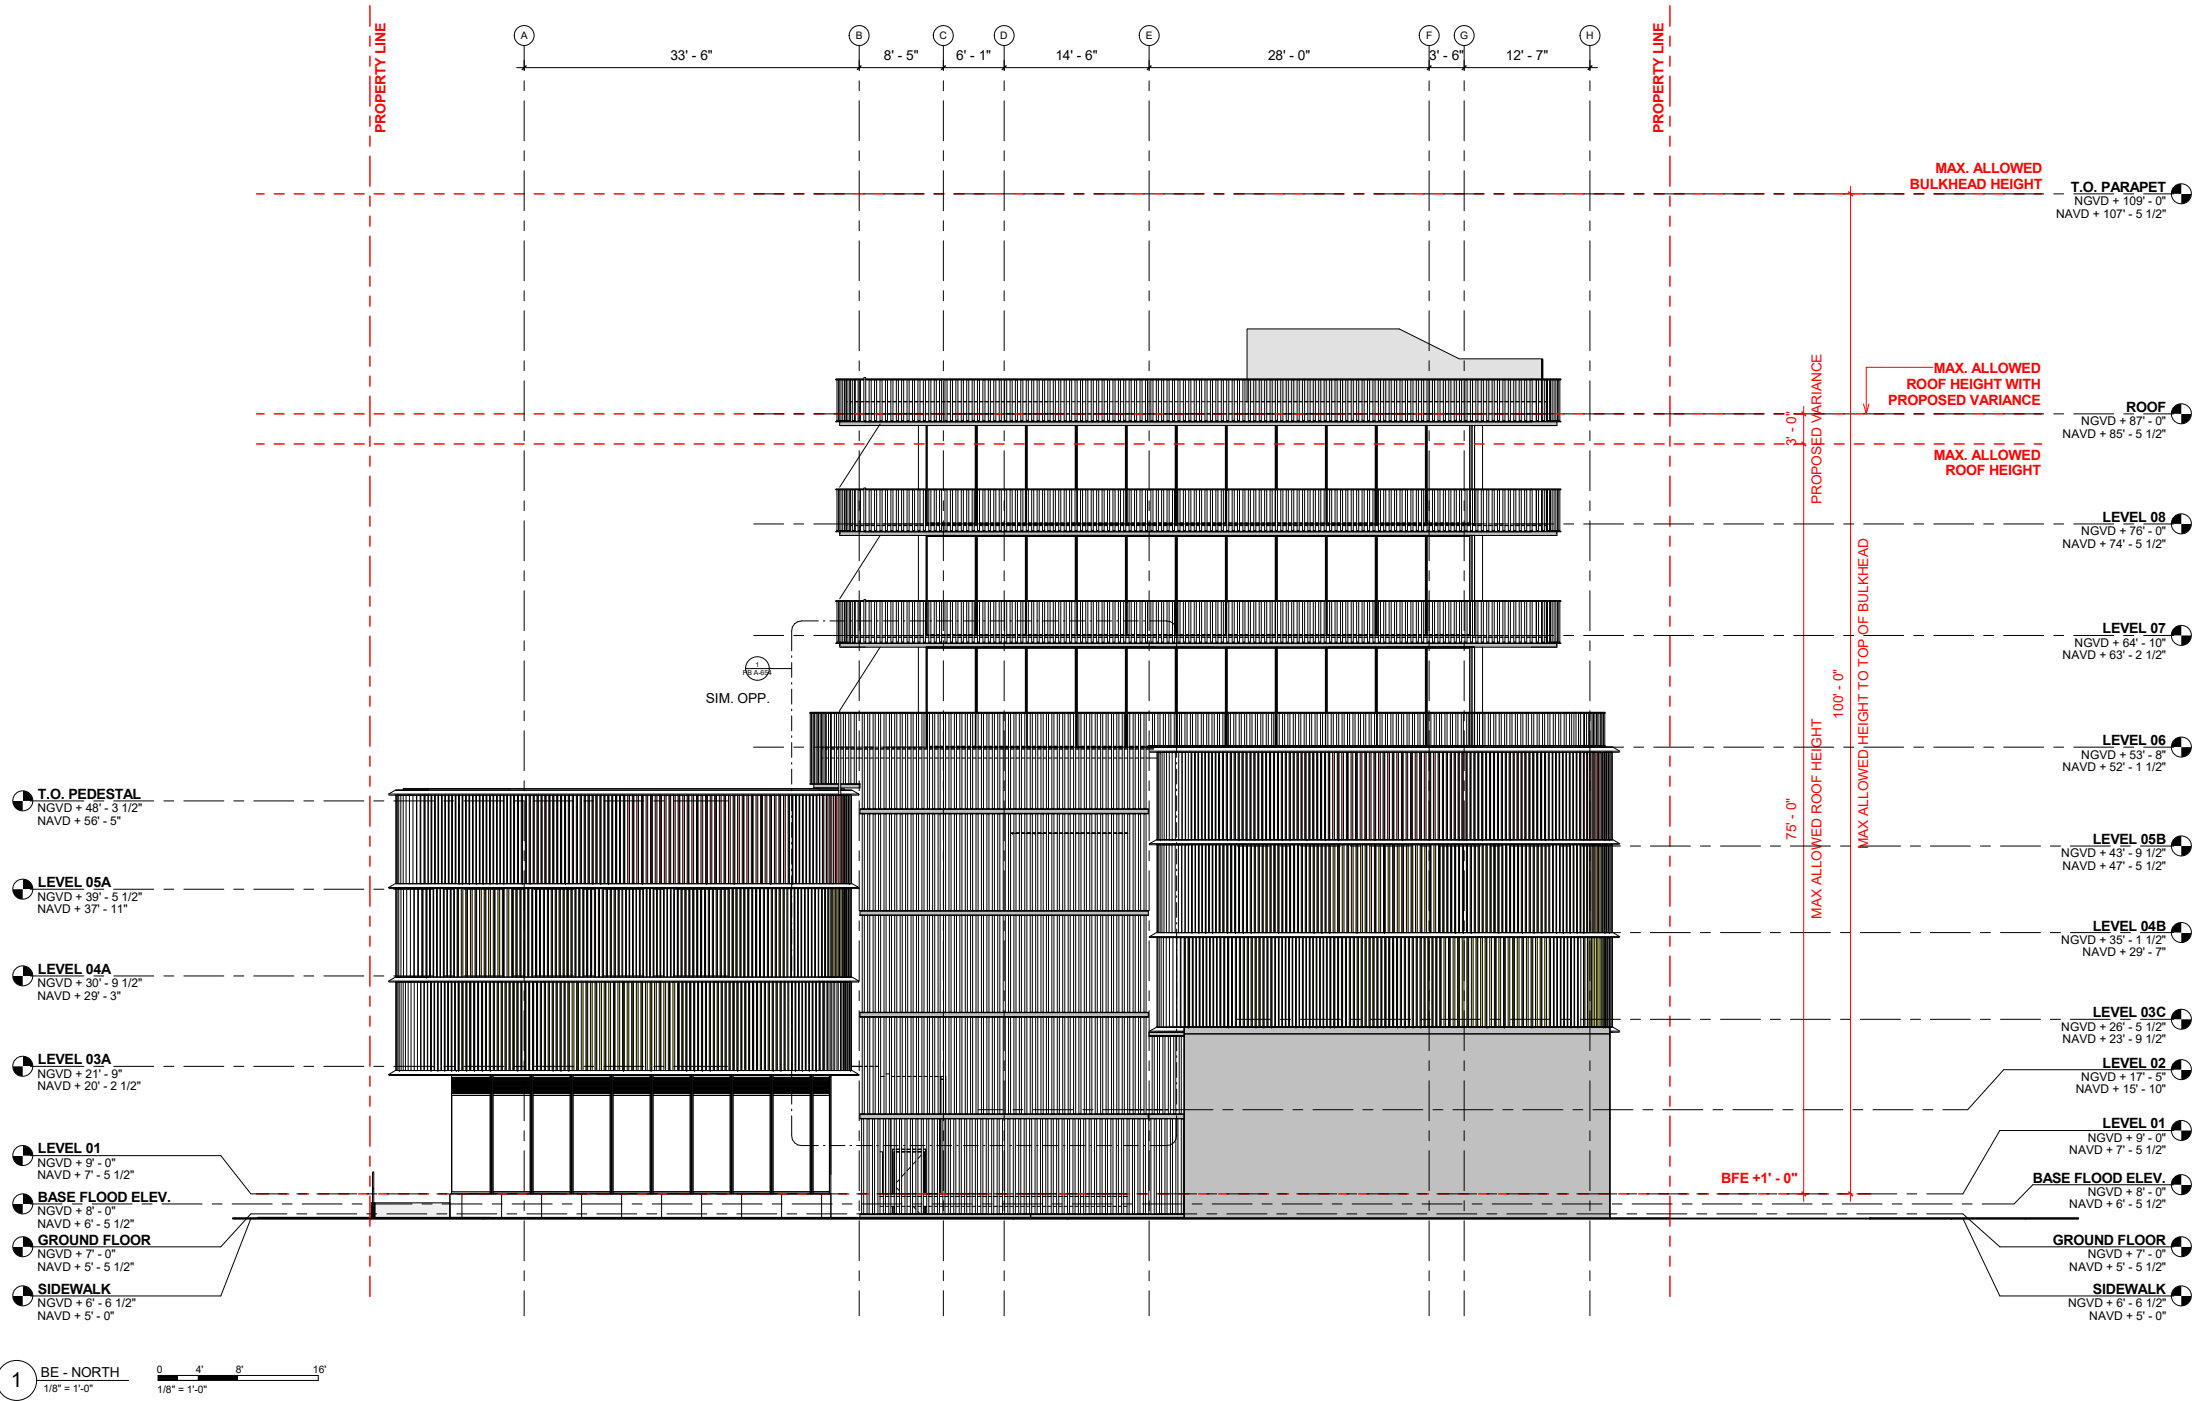 A
B
C
D
E
F
G
H
33' - 6"
8' - 5"
6' - 1"
14' - 6"
28' - 0"
3' - 6"
12' - 7"
PROPERTY LINE
PROPERTY LINE
MAX. ALLOWED
BULKHEAD HEIGHT
T.O. PARAPET
NGVD + 109' - 0"
NAVD + 107' - 5 1/2"
MAX. ALLOWED
ROOF HEIGHT WITH
PROPOSED VARIANCE
ROOF
NGVD + 87' - 0"
NAVD + 85' - 5 1/2"
MAX. ALLOWED
ROOF HEIGHT
3' - 0"
PROPOSED VARIANCE
LEVEL 08
NGVD + 76' - 0"
NAVD + 74' - 5 1/2"
LEVEL 07
NGVD + 64' - 10"
NAVD + 63' - 2 1/2"
100' - 0"
MAX ALLOWED HEIGHT TO TOP OF BULKHEAD
75' - 0"
MAX ALLOWED ROOF HEIGHT
LEVEL 06
NGVD + 53' - 8"
NAVD + 52' - 1 1/2"
LEVEL 05B
NGVD + 43' - 9 1/2"
NAVD + 47' - 5 1/2"
LEVEL 04B
NGVD + 35' - 1 1/2"
NAVD + 29' - 7"
LEVEL 03C
NGVD + 26' - 5 1/2"
NAVD + 23' - 9 1/2"
LEVEL 02
NGVD + 17' - 5"
NAVD + 15' - 10"
LEVEL 01
NGVD + 9' - 0"
NAVD + 7' - 5 1/2"
BFE +1' - 0"
BASE FLOOD ELEV.
NGVD + 8' - 0"
NAVD + 6' - 5 1/2"
GROUND FLOOR
NGVD + 7' - 0"
NAVD + 5' - 5 1/2"
SIDEWALK
NGVD + 6' - 6 1/2"
NAVD + 5' - 0"
1
SIM. OPP.
T.O. PEDESTAL
NGVD + 48' - 3 1/2"
NAVD + 56' - 5"
LEVEL 05A
NGVD + 39' - 5 1/2"
NAVD + 37' - 11"
LEVEL 04A
NGVD + 30' - 9 1/2"
NAVD + 29' - 3"
LEVEL 03A
NGVD + 21' - 9"
NAVD + 20' - 2 1/2"
LEVEL 01
NGVD + 9' - 0"
NAVD + 7' - 5 1/2"
BASE FLOOD ELEV.
NGVD + 8' - 0"
NAVD + 6' - 5 1/2"
GROUND FLOOR
NGVD + 7' - 0"
NAVD + 5' - 5 1/2"
SIDEWALK
NGVD + 6' - 6 1/2"
NAVD + 5' - 0"
1
BE - NORTH
1/8" = 1'-0"
0 4' 8' 16'
1/8" = 1'-0"